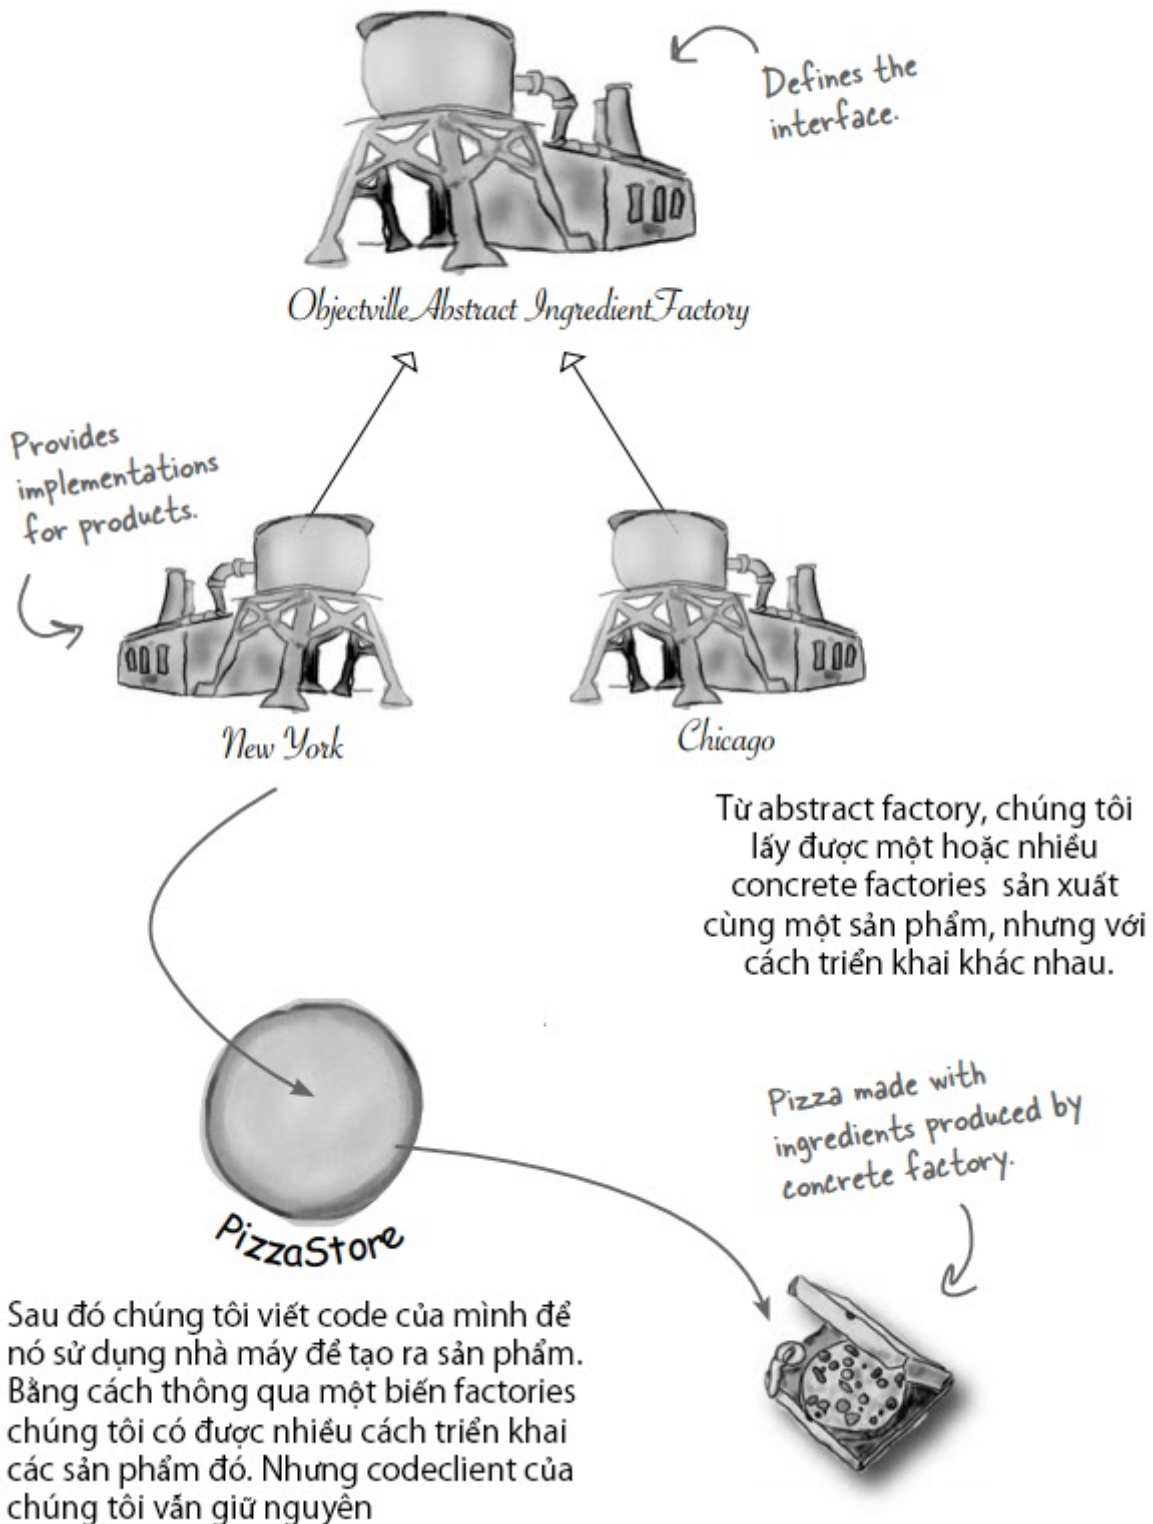 Defines the
interface.
Objectville Abstract IngredientFactory
Provides
implementations
for products.
New York
Chicago
Từ abstract factory, chúng tôi
lấy được một hoặc nhiều
concrete factories sản xuất
cùng một sản phẩm, nhưng với
cách triển khai khác nhau.
Pizza made with
ingredients produced by
concrete factory.
PizzaStore
Sau đó chúng tôi viết code của mình để
nó sử dụng nhà máy để tạo ra sản phẩm.
Bằng cách thông qua một biến factories
chúng tôi có được nhiều cách triển khai
các sản phẩm đó. Nhưng codeclient của
chúng tôi vẫn giữ nguyên